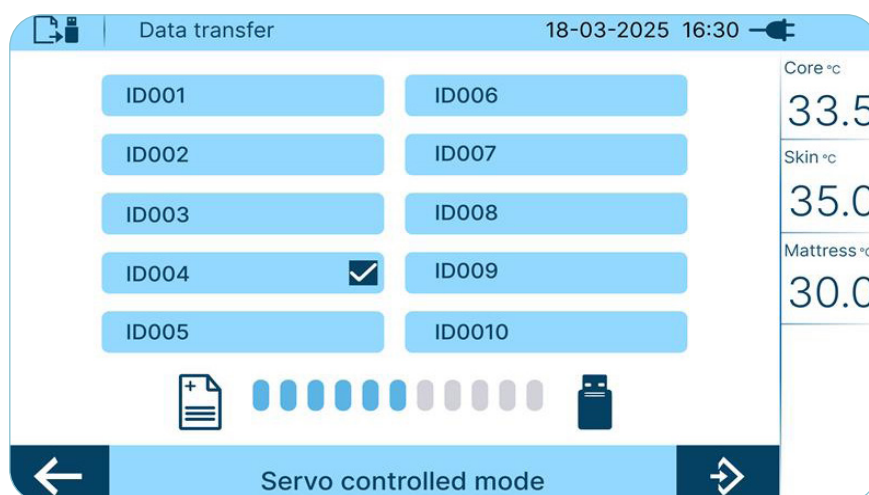 Data transfer 18-03-2025 16:30
ID001 ID006
ID002 ID007
ID003 ID008
ID004 ID009
ID005 ID0010
Servo controlled mode
Core °C
33.5
Skin °C
35.0
Mattress °C
30.0